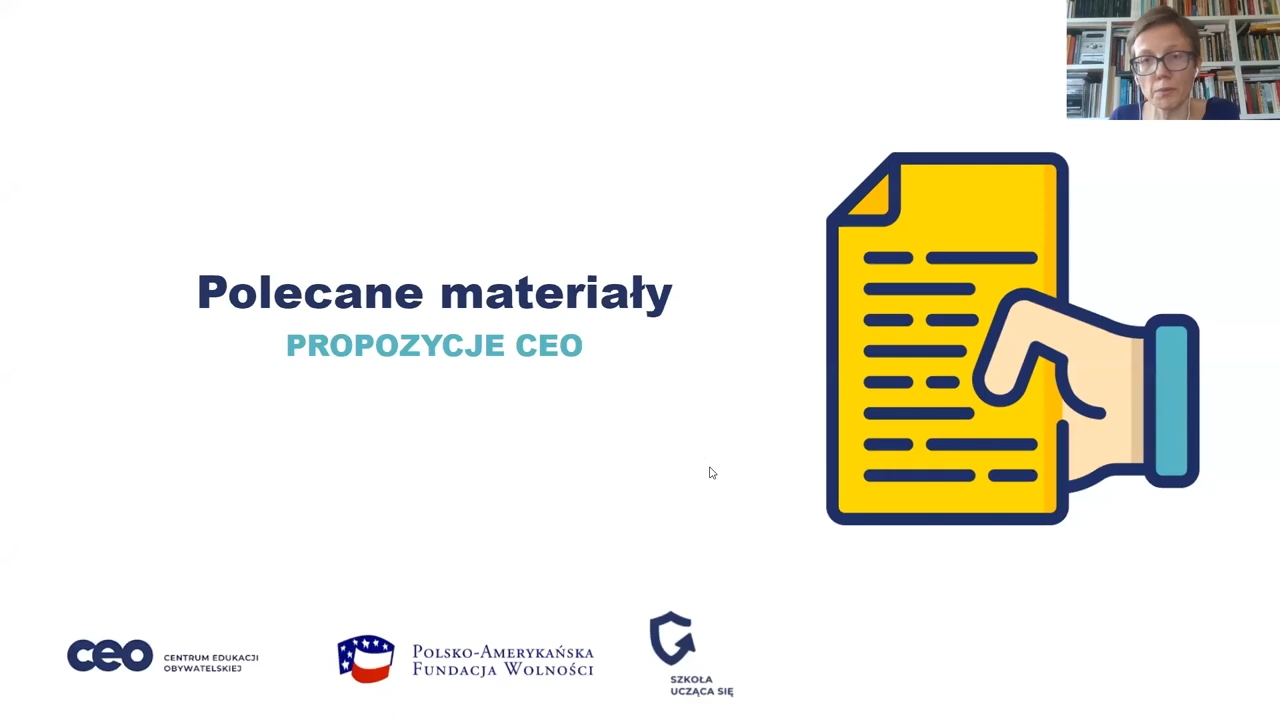 Polecane materiały
PROPOZYCJE CEO
ceo
CENTRUM EDUKACJI
OBYWATELSKIEJ
POLSKO-AMERYKAŃSKA
FUNDACJA WOLNOŚCI
SZKOŁA
UCZĄCA SIĘ